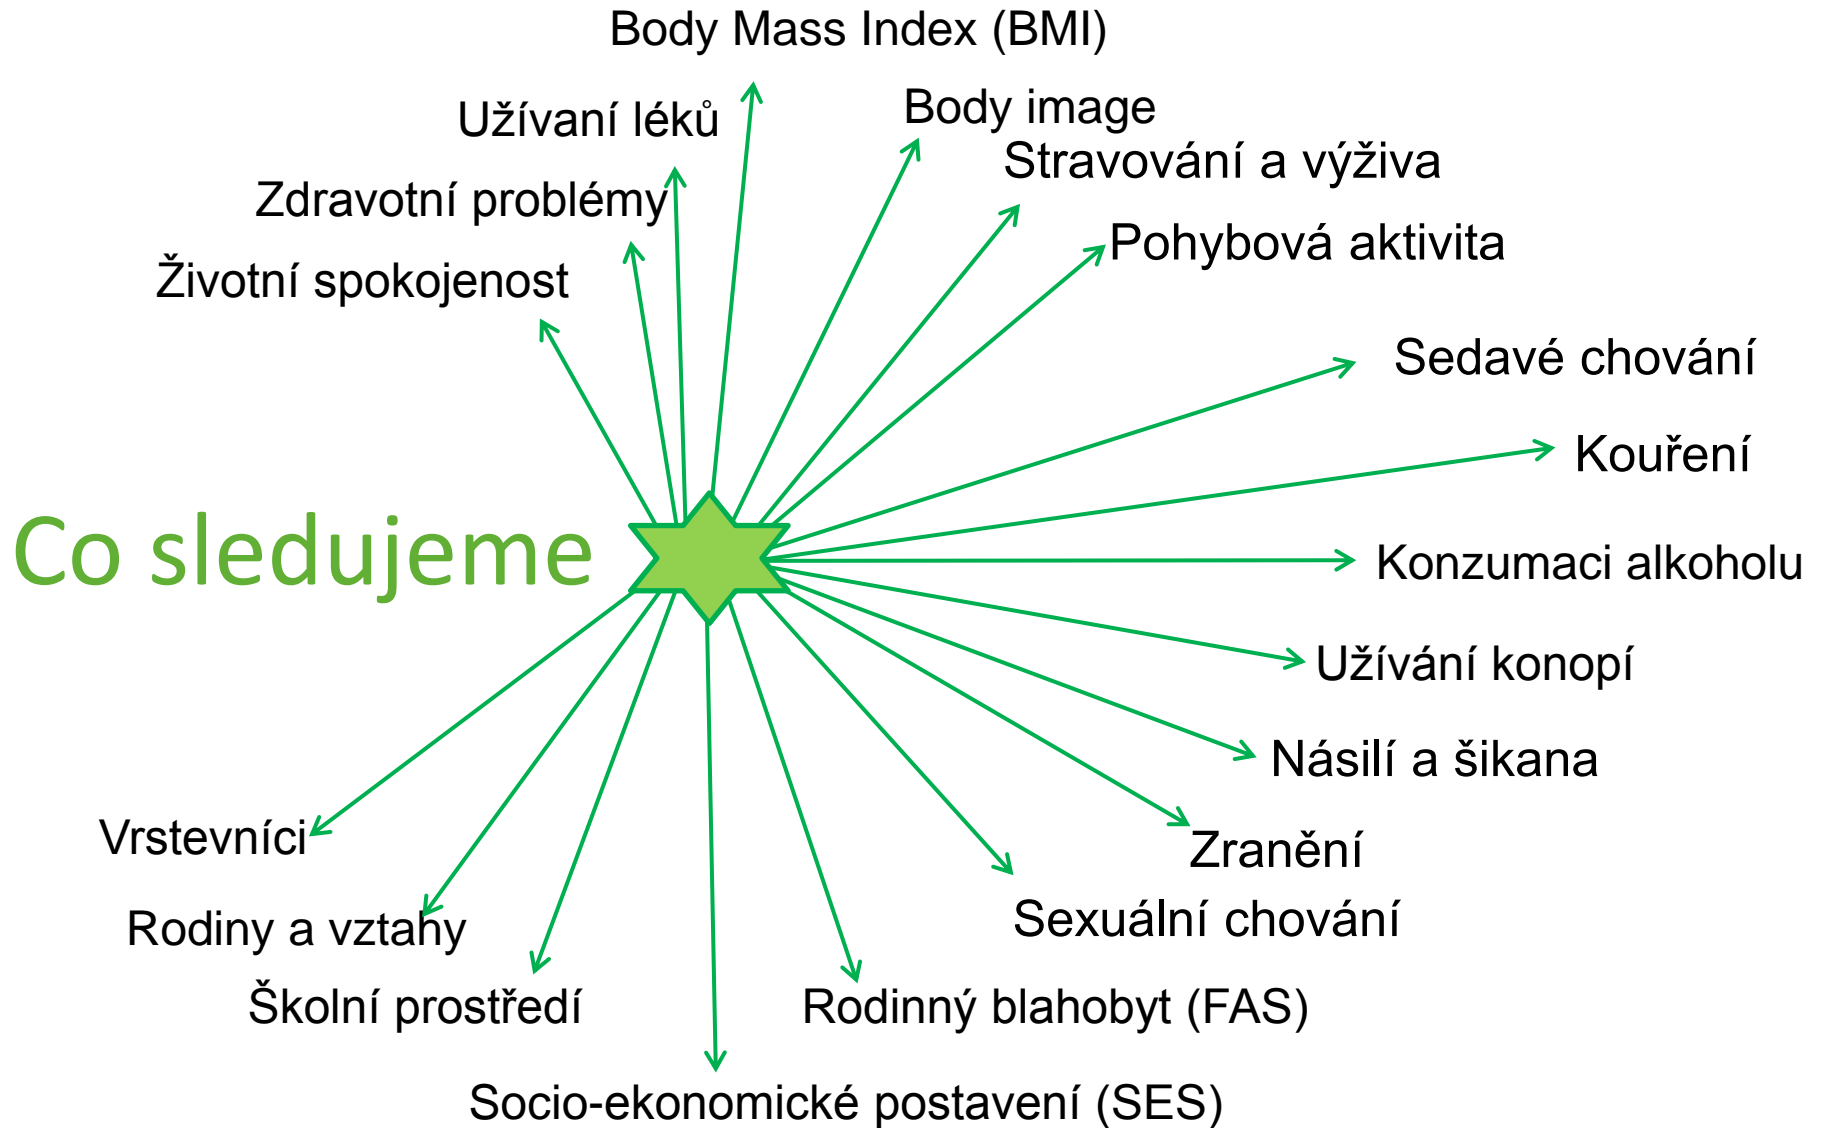 Body Mass Index (BMI)
Užívaní léků
Body image
Stravování a výživa
Zdravotní problémy
Pohybová aktivita
Životní spokojenost
Sedavé chování
Kouření
Co sledujeme
Konzumaci alkoholu
Užívání konopí
Násilí a šikana
Vrstevníci
Zranění
Rodiny a vztahy
Sexuální chování
Školní prostředí
Rodinný blahobyt (FAS)
Socio-ekonomické postavení (SES)